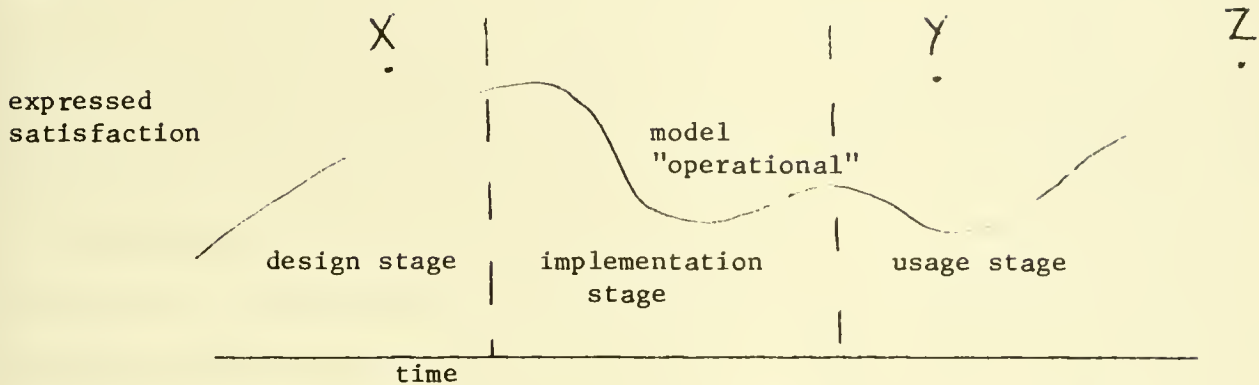 X
Y
Z
expressed
satisfaction
model
"operational"
design stage
implementation
stage
usage stage
time